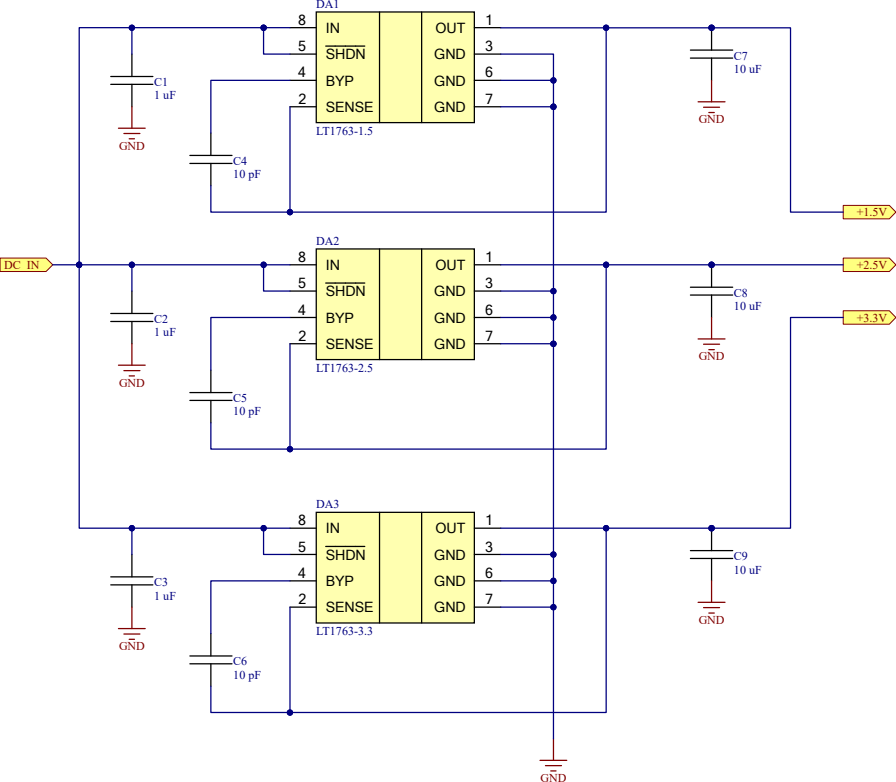 DA1
8 IN OUT 1
5 SHDN GND 3
4 BYP GND 6
2 SENSE GND 7
LT1763-1.5
C1
1 uF
GND
C4
10 pF
C7
10 uF
GND
+1.5V
DC IN
DA2
8 IN OUT 1
5 SHDN GND 3
4 BYP GND 6
2 SENSE GND 7
LT1763-2.5
C2
1 uF
GND
C5
10 pF
+2.5V
C8
10 uF
GND
+3.3V
DA3
8 IN OUT 1
5 SHDN GND 3
4 BYP GND 6
2 SENSE GND 7
LT1763-3.3
C3
1 uF
GND
C6
10 pF
C9
10 uF
GND
GND